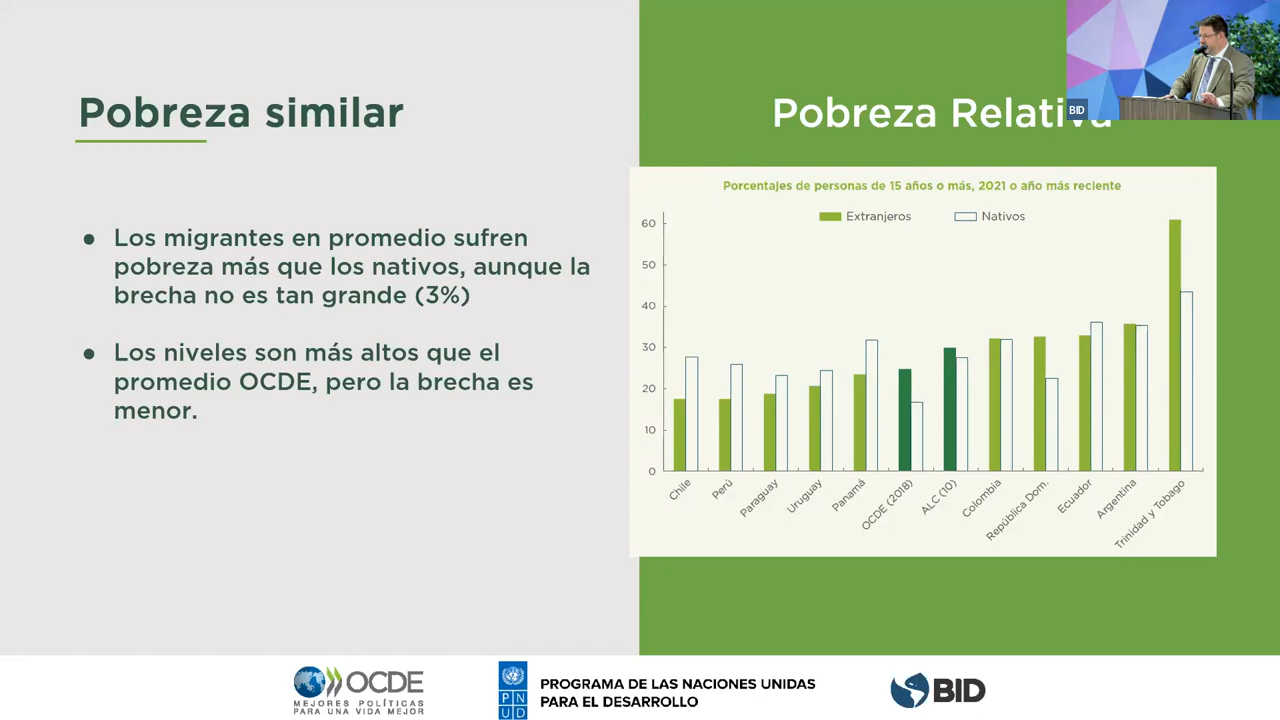 Pobreza similar
Los migrantes en promedio sufren
pobreza más que los nativos, aunque la
brecha no es tan grande (3%)
Los niveles son más altos que el
promedio OCDE, pero la brecha es
menor.
Pobreza Relativa
BID
Porcentajes de personas de 15 años o más, 2021 o año más reciente
Extranjeros
Nativos
60
50
40
30
20
10
0
Chile
Perú
Paraguay
Uruguay
Panamá
OCDE (2018)
ALC (10)
Colombia
República Dom.
Ecuador
Argentina
Trinidad y Tobago
OCDE
MEJORES POLÍTICAS
PARA UNA VIDA MEJOR
P N
U D
PROGRAMA DE LAS NACIONES UNIDAS
PARA EL DESARROLLO
BID